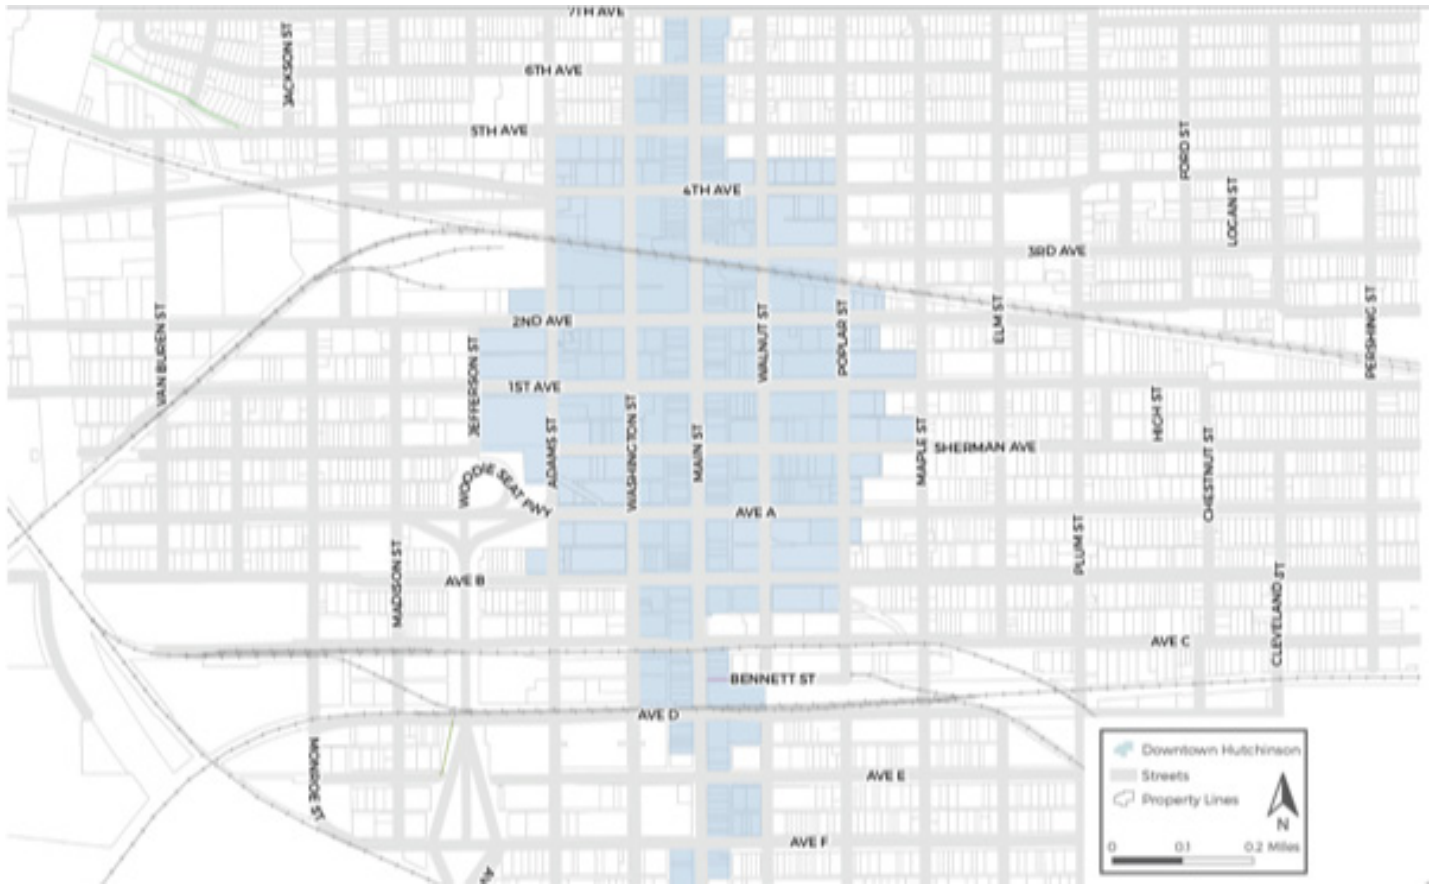 7TH AVE
JACKSON ST
6TH AVE
5TH AVE
FORD ST
4TH AVE
LOGAN ST
3RD AVE
VAN BUREN ST
2ND AVE
JEFFERSON ST
WALNUT ST
POPLAR ST
ELM ST
PERSHING ST
1ST AVE
ADAMS ST
WASHINGTON ST
MAIN ST
MAPLE ST
SHERMAN AVE
HIGH ST
CHESTNUT ST
WOODIE SEAT PWY
AVE A
PLUM ST
MADISON ST
AVE B
CLEVELAND ST
AVE C
BENNETT ST
AVE D
MONROE ST
AVE E
AVE F
Downtown Hutchinson
Streets
Property Lines
N
0 0.1 0.2 Miles